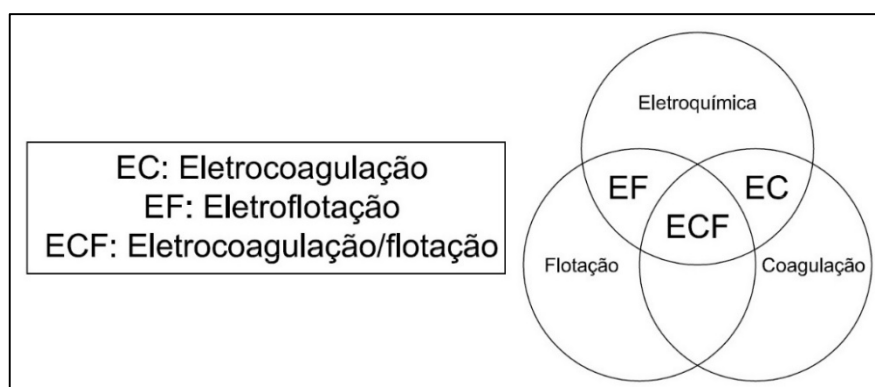 EC: Eletrocoagulação
EF: Eletroflotação
ECF: Eletrocoagulação/flotação
Eletroquímica
EF
EC
ECF
Flotação
Coagulação